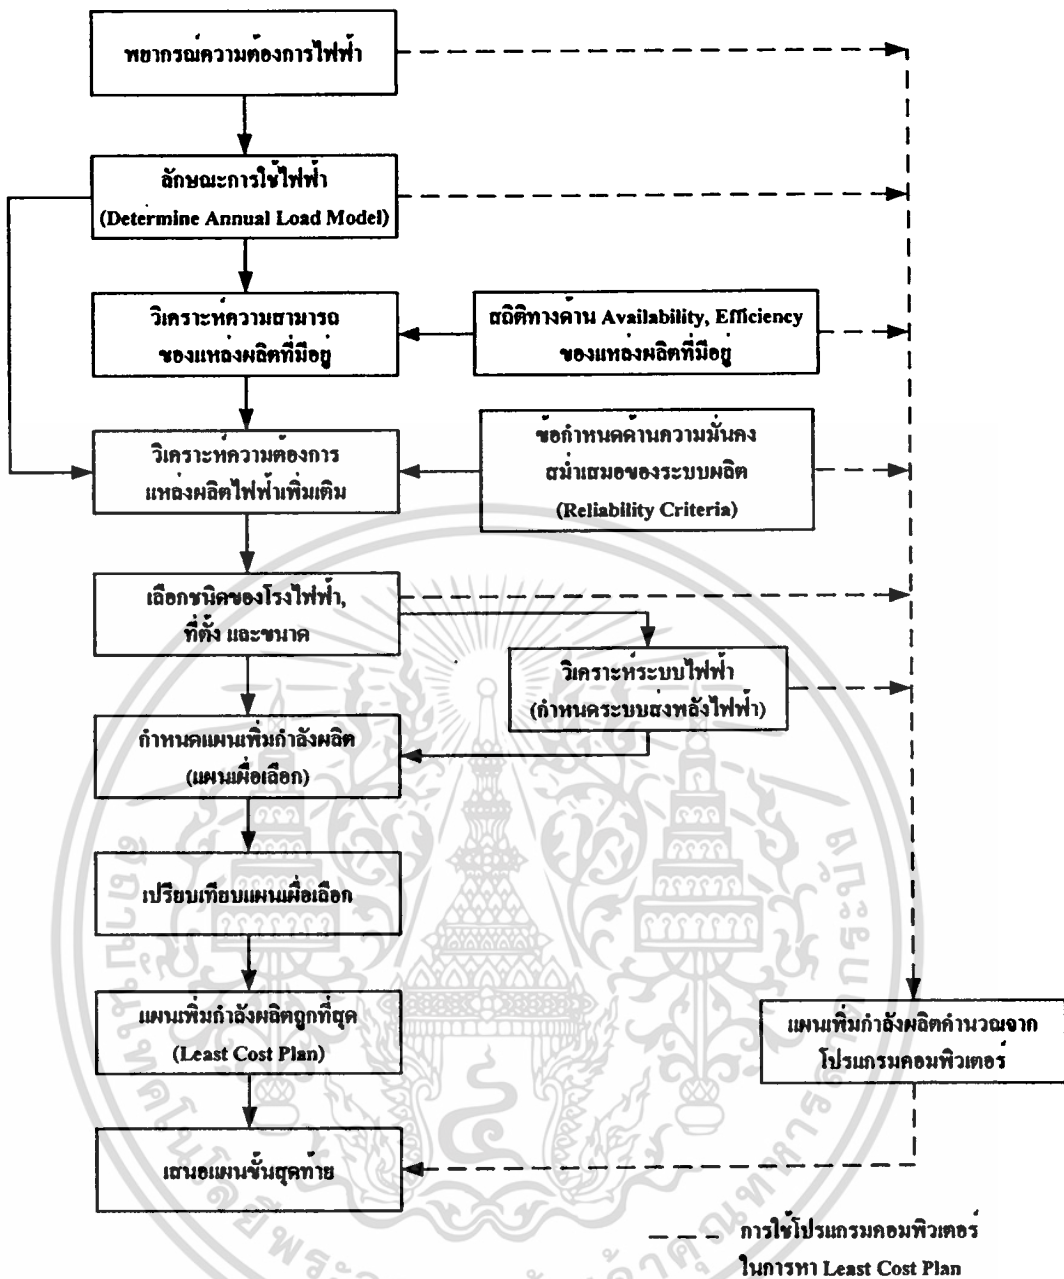 พยากรณ์ความต้องการไฟฟ้า
ลักษณะการใช้ไฟฟ้า
(Determine Annual Load Model)
วิเคราะห์ความสามารถ
ของแหล่งผลิตที่มีอยู่
สถิติทางด้าน Availability, Efficiency
ของแหล่งผลิตที่มีอยู่
วิเคราะห์ความต้องการ
แหล่งผลิตไฟฟ้าเพิ่มเติม
ข้อกำหนดด้านความมั่นคง
สม่ำเสมอของระบบผลิต
(Reliability Criteria)
เลือกชนิดของโรงไฟฟ้า,
ที่ตั้ง และขนาด
วิเคราะห์ระบบไฟฟ้า
(กำหนดระบบส่งพลังไฟฟ้า)
กำหนดแผนเพิ่มกำลังผลิต
(แผนเผื่อเลือก)
เปรียบเทียบแผนเผื่อเลือก
แผนเพิ่มกำลังผลิตถูกที่สุด
(Least Cost Plan)
แผนเพิ่มกำลังผลิตคำนวณจาก
โปรแกรมคอมพิวเตอร์
เสนอแผนขั้นสุดท้าย
การใช้โปรแกรมคอมพิวเตอร์
ในการหา Least Cost Plan